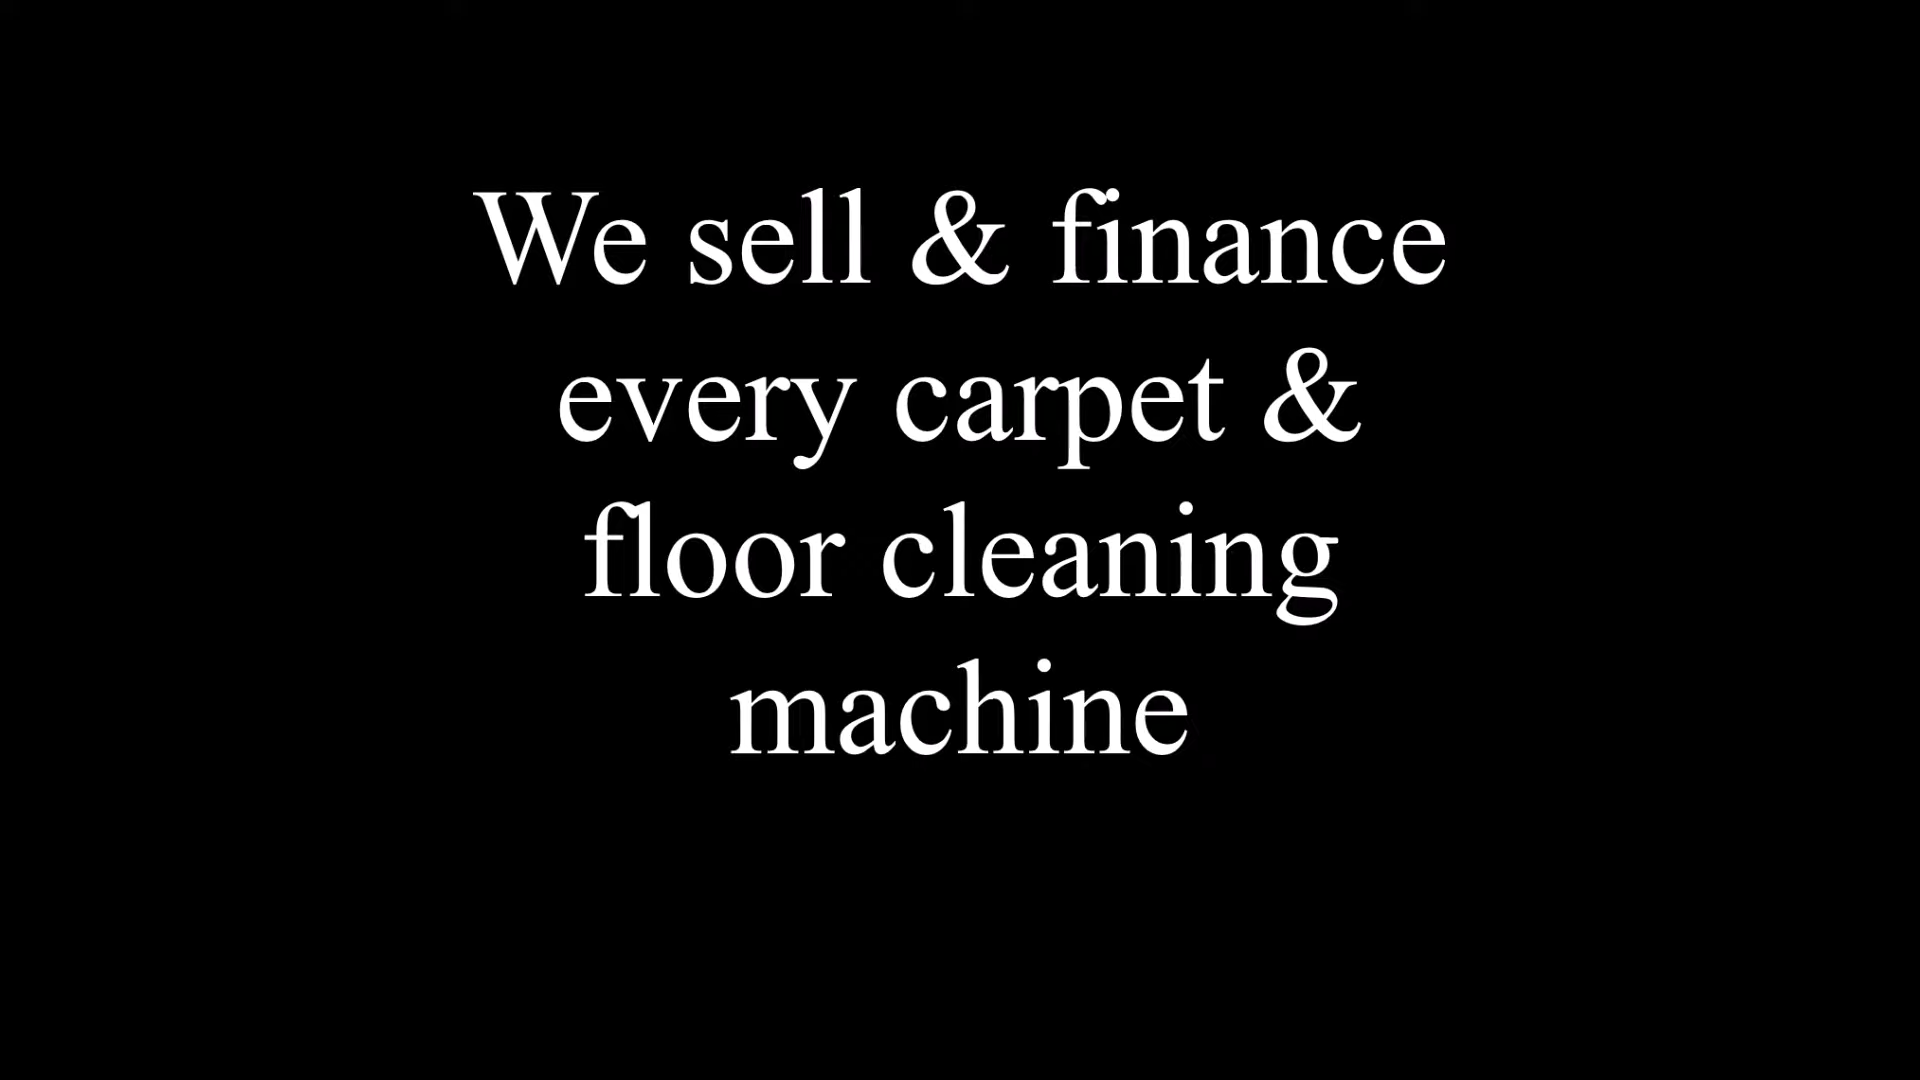 We sell & finance
every carpet &
floor cleaning
machine